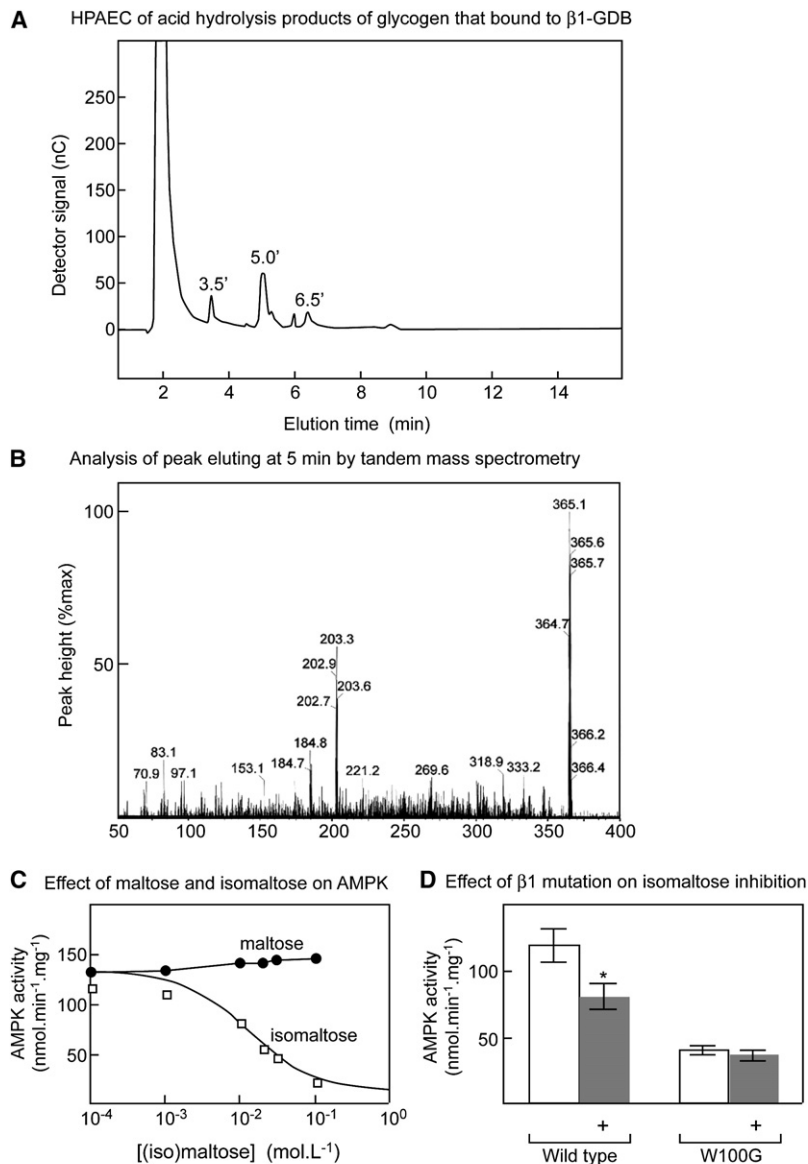 A HPAEC of acid hydrolysis products of glycogen that bound to β1-GDB
Detector signal (nC)
250
200
150
100
50
0
3.5'
5.0'
6.5'
2 4 6 8 10 12 14
Elution time (min)
B Analysis of peak eluting at 5 min by tandem mass spectrometry
Peak height (%max)
100
50
365.1
365.6
365.7
364.7
366.2
366.4
203.3
202.9
203.6
202.7
184.8
184.7
83.1
70.9
97.1
153.1
221.2
269.6
318.9
333.2
50 100 150 200 250 300 350 400
C Effect of maltose and isomaltose on AMPK
AMPK activity
(nmol.min⁻¹.mg⁻¹)
150
100
50
maltose
isomaltose
10⁻⁴ 10⁻³ 10⁻² 10⁻¹ 10⁰
[(iso)maltose] (mol.L⁻¹)
D Effect of β1 mutation on isomaltose inhibition
AMPK activity
(nmol.min⁻¹.mg⁻¹)
100
50
*
+ +
Wild type W100G